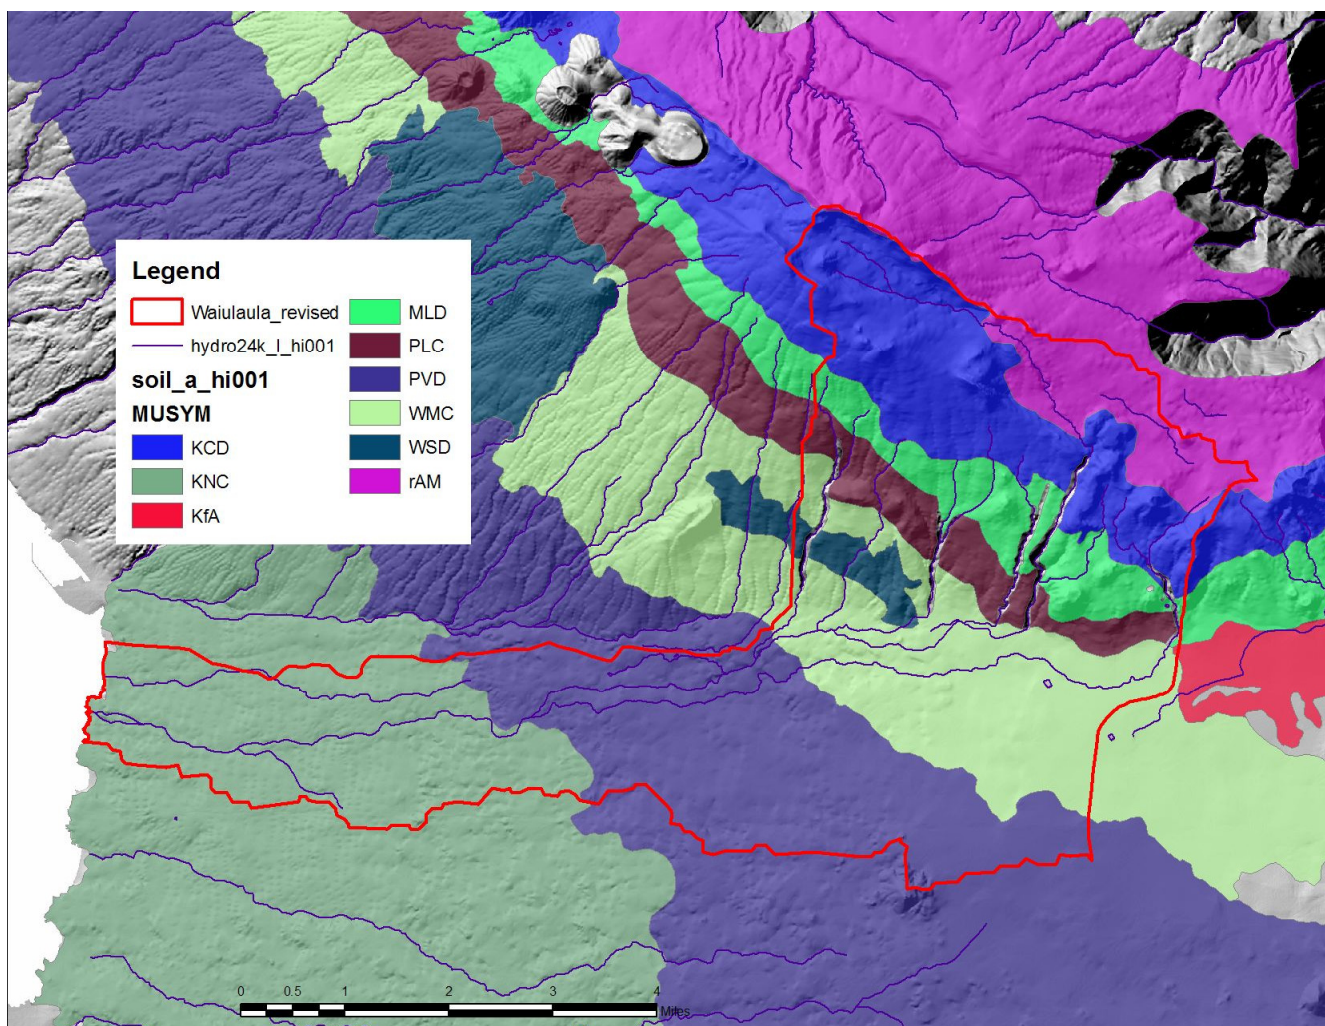 Legend
Waiulaula_revised
hydro24k_l_hi001
soil_a_hi001
MUSYM
KCD
KNC
KfA
MLD
PLC
PVD
WMC
WSD
rAM
0 0.5 1 2 3 4
Miles